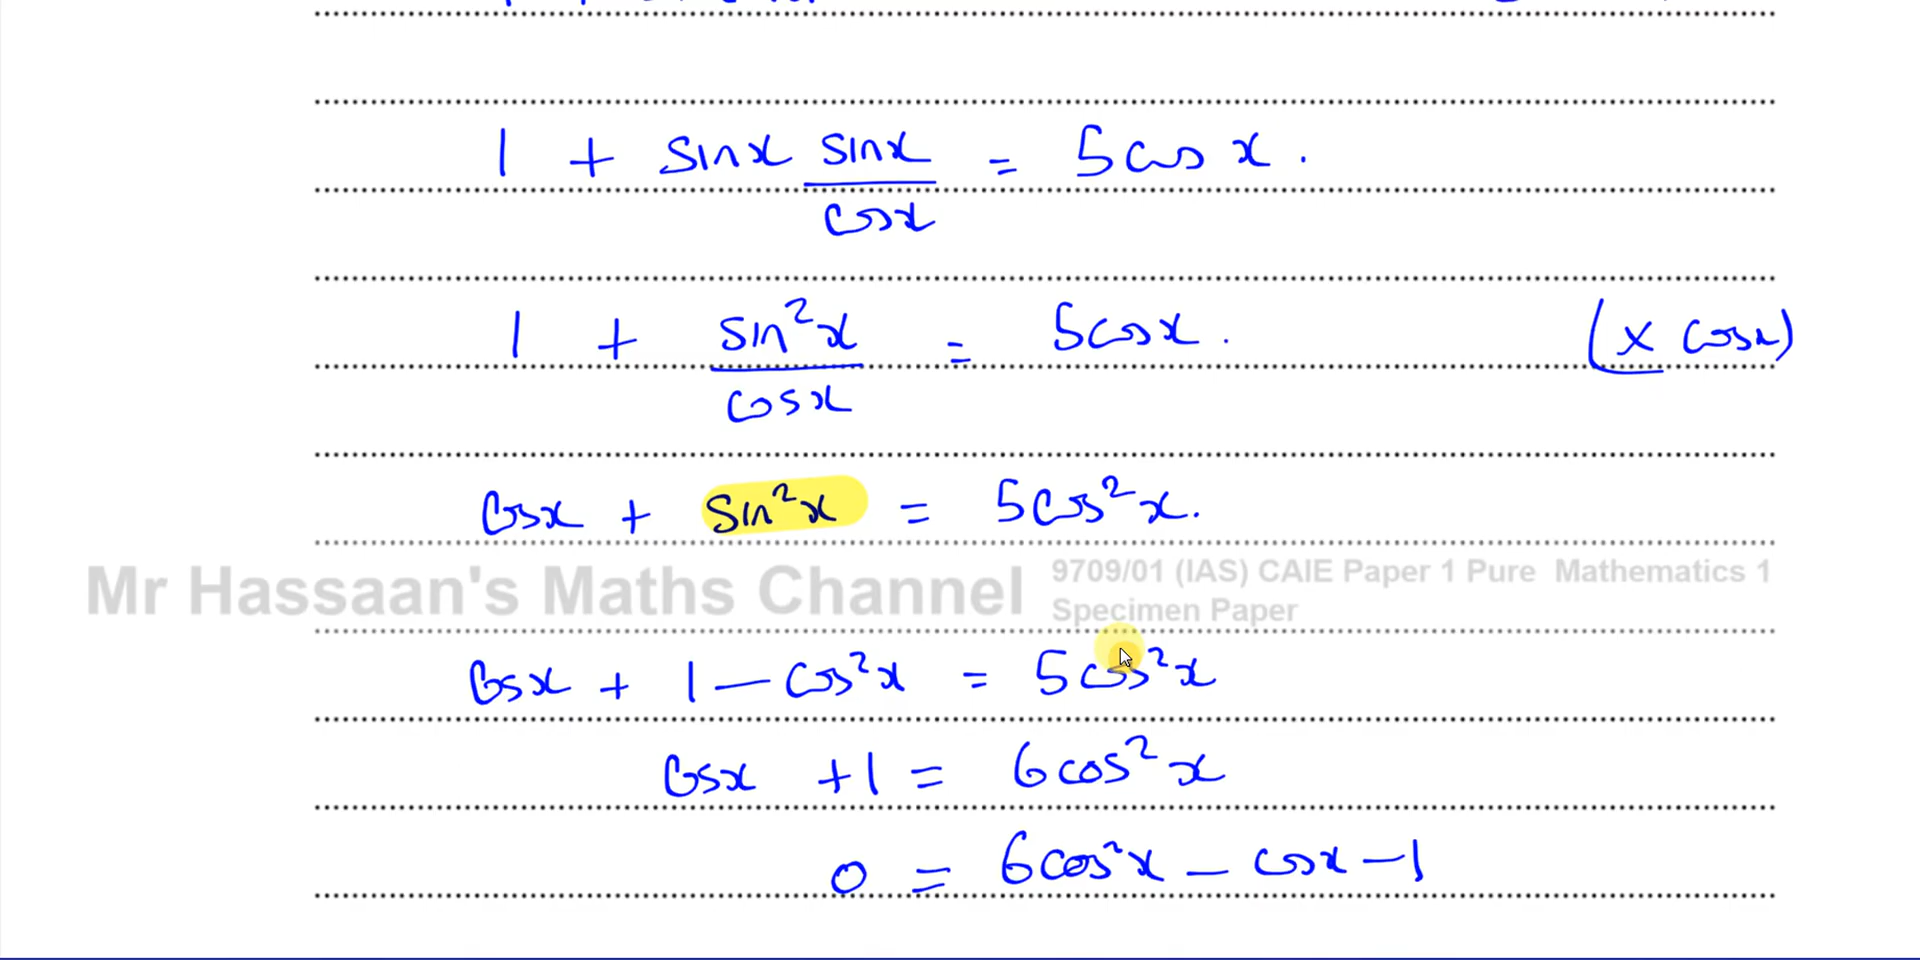 1 + sinx sinx/cosx = 5cos x.
1 + sin²x/cosx = 5cosx. (× cosx)
cosx + sin²x = 5cos²x.
Mr Hassaan's Maths Channel
9709/01 (IAS) CAIE Paper 1 Pure Mathematics 1
Specimen Paper
cosx + 1 − cos²x = 5cos²x
cosx +1 = 6cos²x
0 = 6cos²x − cosx −1